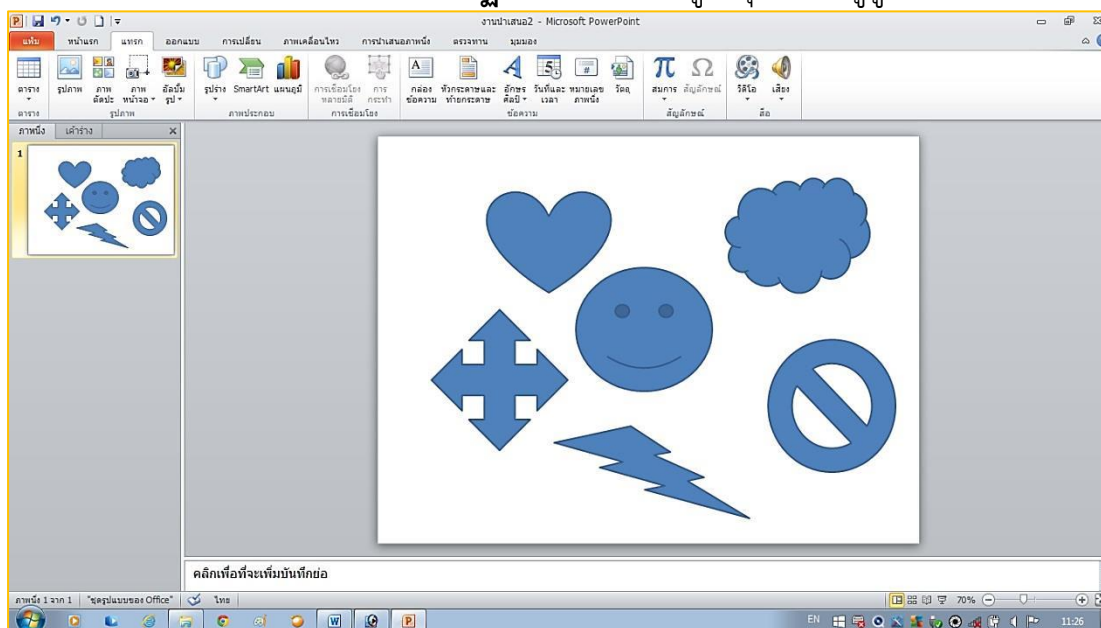 งานนำเสนอ2 - Microsoft PowerPoint
แฟ้ม หน้าแรก แทรก ออกแบบ การเปลี่ยน ภาพเคลื่อนไหว การนำเสนอภาพนิ่ง ตรวจทาน มุมมอง
ตาราง รูปภาพ ภาพตัดปะ ภาพหน้าจอ อัลบั้มรูป รูปร่าง SmartArt แผนภูมิ การเชื่อมโยงหลายมิติ การกระทำ กล่องข้อความ หัวกระดาษและท้ายกระดาษ อักษรศิลป์ วันที่และเวลา หมายเลขภาพนิ่ง วัตถุ สมการ สัญลักษณ์ วิดีโอ เสียง
ตาราง รูปภาพ ภาพประกอบ การเชื่อมโยง ข้อความ สัญลักษณ์ สื่อ
ภาพนิ่ง เค้าร่าง
1
คลิกเพื่อที่จะเพิ่มบันทึกย่อ
ภาพนิ่ง 1 จาก 1 "ชุดรูปแบบของ Office" ไทย 70%
EN 11:26